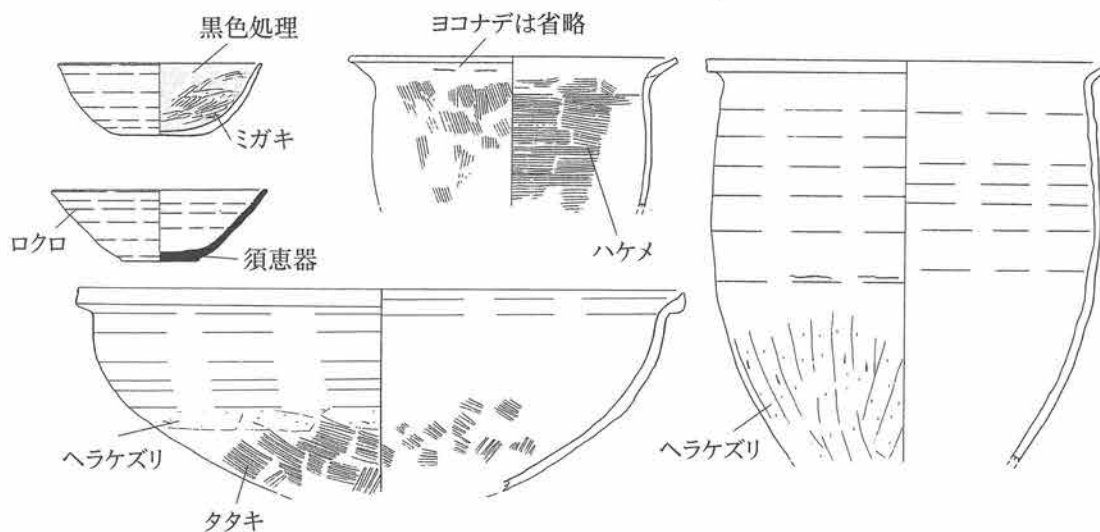 黒色処理
ヨコナデは省略
ミガキ
ロクロ
須恵器
ハケメ
ヘラケズリ
タタキ
ヘラケズリ